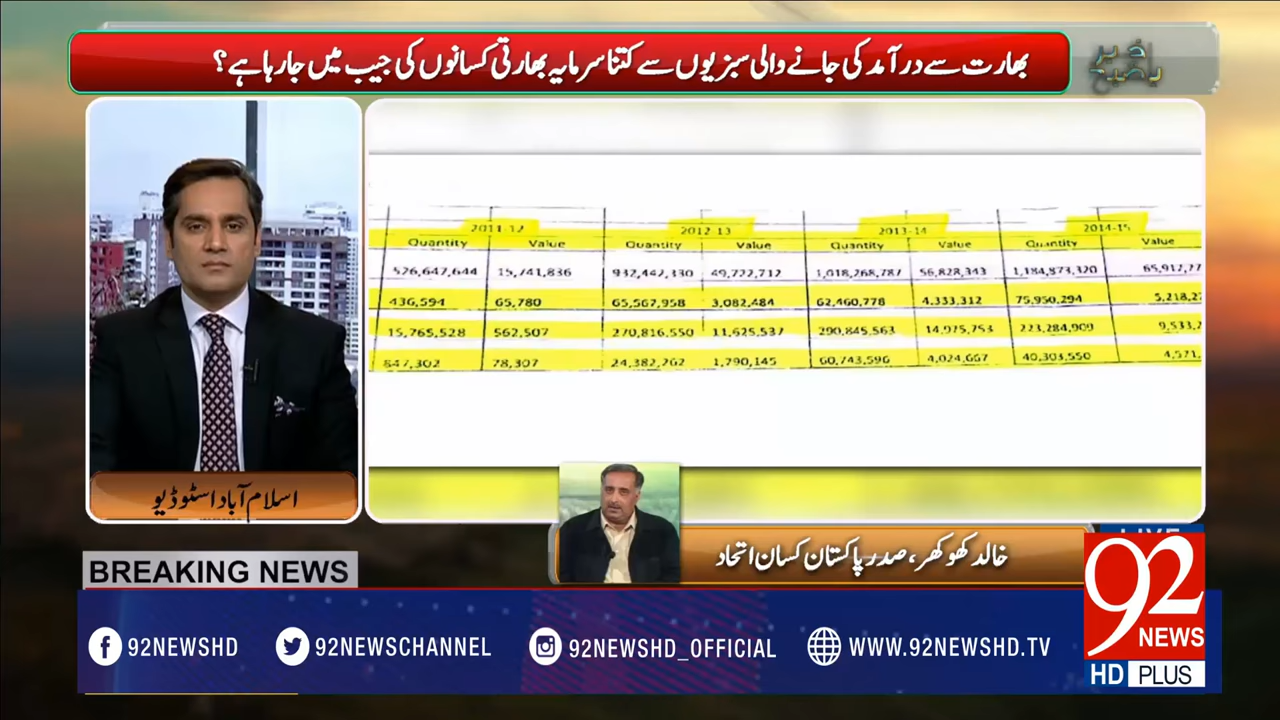 بھارت سے درآمد کی جانے والی سبزیوں سے کتنا سرمایہ بھارتی کسانوں کی جیب میں جا رہا ہے؟
2011-12 2012-13 2013-14 2014-15
Quantity Value Quantity Value Quantity Value Quantity Value
526,647,644 15,741,836 932,442,330 49,722,712 1,018,268,787 56,828,343 1,184,873,320
436,594 65,780 65,567,958 3,082,484 62,460,778 4,333,312 75,950,294
15,765,528 562,507 270,816,550 11,625,537 290,845,563 14,975,753 223,284,909
847,302 78,307 24,382,262 1,790,145 60,743,596 4,024,667 40,303,550
اسلام آباد اسٹوڈیو
خالد کھوکھر، صدر پاکستان کسان اتحاد
LIVE
BREAKING NEWS
92NEWSHD 92NEWSCHANNEL 92NEWSHD_OFFICIAL WWW.92NEWSHD.TV
92
NEWS
HD PLUS